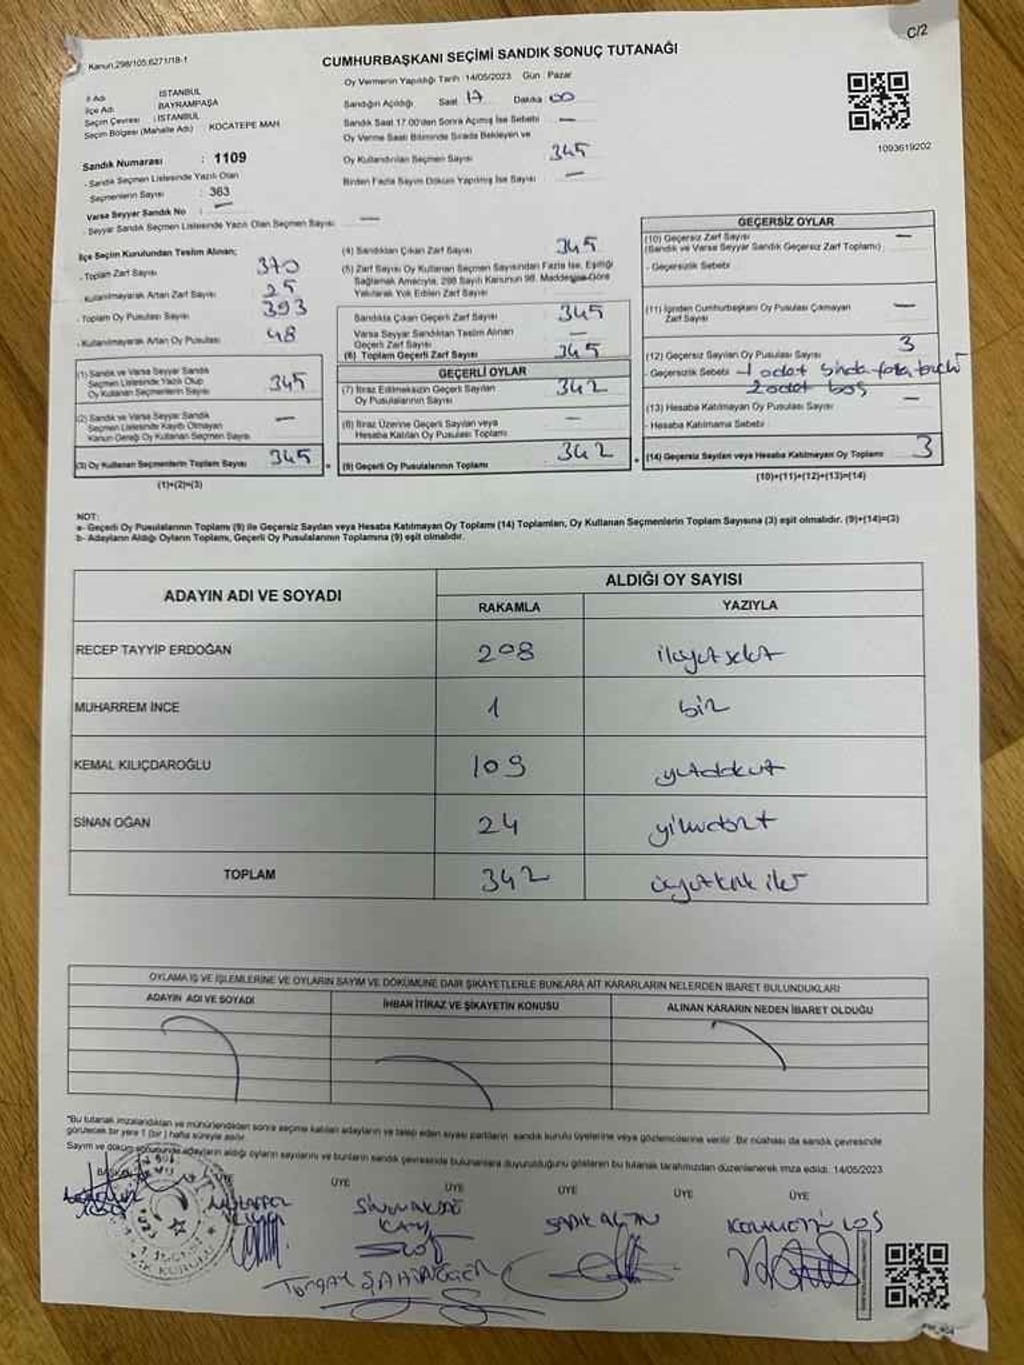 C/2
Kanun;298/105;6271/18-1
CUMHURBAŞKANI SEÇİMİ SANDIK SONUÇ TUTANAĞI
Oy Vermenin Yapıldığı Tarih : 14/05/2023 Gün : Pazar
İl Adı : İSTANBUL
İlçe Adı : BAYRAMPAŞA
Seçim Çevresi : İSTANBUL
Seçim Bölgesi (Mahalle Adı) : KOCATEPE MAH
Sandık Numarası : 1109
- Sandık Seçmen Listesinde Yazılı Olan
- Seçmenlerin Sayısı : 363
Varsa Seyyar Sandık No : —
- Seyyar Sandık Seçmen Listesinde Yazılı Olan Seçmen Sayısı : —
Sandığın Açıldığı Saat 17 Dakika 00
Sandık Saat 17.00'den Sonra Açılmış İse Sebebi —
Oy Verme Saati Bitiminde Sırada Bekleyen ve
Oy Kullandırılan Seçmen Sayısı 345
Birden Fazla Sayım Döküm Yapılmış İse Sayısı —
1093619202
İlçe Seçim Kurulundan Teslim Alınan;
- Toplam Zarf Sayısı 370
- Kullanılmayarak Artan Zarf Sayısı 25
- Toplam Oy Pusulası Sayısı 393
- Kullanılmayarak Artan Oy Pusulası 48
(1) Sandık ve Varsa Seyyar Sandık
Seçmen Listesinde Yazılı Olup
Oy Kullanan Seçmen Sayısı 345
(2) Sandık ve Varsa Seyyar Sandık
Seçmen Listesinde Kayıtlı Olmayan
Kanun Gereği Oy Kullanan Seçmen Sayısı —
(3) Oy Kullanan Seçmenlerin Toplam Sayısı 345
(1)+(2)=(3)
(4) Sandıktan Çıkan Zarf Sayısı 345
(5) Zarf Sayısı Oy Kullanan Seçmen Sayısından Fazla İse, Eşitliği
Sağlamak Amacıyla, 298 Sayılı Kanunun 98. Maddesine Göre
Yakılarak Yok Edilen Zarf Sayısı
Sandıkta Çıkan Geçerli Zarf Sayısı 345
Varsa Seyyar Sandıktan Teslim Alınan
Geçerli Zarf Sayısı —
(6) Toplam Geçerli Zarf Sayısı 345
GEÇERLİ OYLAR
(7) İtiraz Edilmeksizin Geçerli Sayılan
Oy Pusulalarının Sayısı 342
(8) İtiraz Üzerine Geçerli Sayılan veya
Hesaba Katılan Oy Pusulası Toplamı —
(9) Geçerli Oy Pusulalarının Toplamı 342
GEÇERSİZ OYLAR
(10) Geçersiz Zarf Sayısı —
(Sandık ve Varsa Seyyar Sandık Geçersiz Zarf Toplamı)
- Geçersizlik Sebebi
(11) İçinden Cumhurbaşkanı Oy Pusulası Çıkmayan —
Zarf Sayısı
(12) Geçersiz Sayılan Oy Pusulası Sayısı 3
- Geçersizlik Sebebi 1 adet
2 adet boş
(13) Hesaba Katılmayan Oy Pusulası Sayısı —
- Hesaba Katılmama Sebebi
(14) Geçersiz Sayılan veya Hesaba Katılmayan Oy Toplamı 3
(10)+(11)+(12)+(13)=(14)
NOT:
a- Geçerli Oy Pusulalarının Toplamı (9) ile Geçersiz Sayılan veya Hesaba Katılmayan Oy Toplamı (14) Toplamları, Oy Kullanan Seçmenlerin Toplam Sayısına (3) eşit olmalıdır. (9)+(14)=(3)
b- Adayların Aldığı Oyların Toplamı, Geçerli Oy Pusulalarının Toplamına (9) eşit olmalıdır.
ADAYIN ADI VE SOYADI
ALDIĞI OY SAYISI
RAKAMLA YAZIYLA
RECEP TAYYİP ERDOĞAN 208 ikiyüzsekiz
MUHARREM İNCE 1 bir
KEMAL KILIÇDAROĞLU 109 yüzdokuz
SİNAN OĞAN 24 yirmidört
TOPLAM 342 üçyüzkırk iki
OYLAMA İŞ VE İŞLEMLERİNE VE OYLARIN SAYIM VE DÖKÜMÜNE DAİR ŞİKAYETLERLE BUNLARA AİT KARARLARIN NELERDEN İBARET BULUNDUKLARI
ADAYIN ADI VE SOYADI İHBAR İTİRAZ VE ŞİKAYETİN KONUSU ALINAN KARARIN NEDEN İBARET OLDUĞU
*Bu tutanak imzalandıktan ve mühürlendikten sonra seçime katılan adayların ve talep eden siyasi partilerin sandık kurulu üyelerine veya gözlemcilerine verilir. Bir nüshası da sandık çevresinde
görülecek bir yere 1 (bir) hafta süreyle asılır.
Sayım ve döküm sonucunda adayların aldığı oyların sayılarını ve bunların sandık çevresinde bulunanlara duyurulduğunu gösteren bu tutanak tarafımızdan düzenlenerek imza edildi. 14/05/2023
BAŞKAN ÜYE ÜYE ÜYE ÜYE ÜYE
KAY SADIK